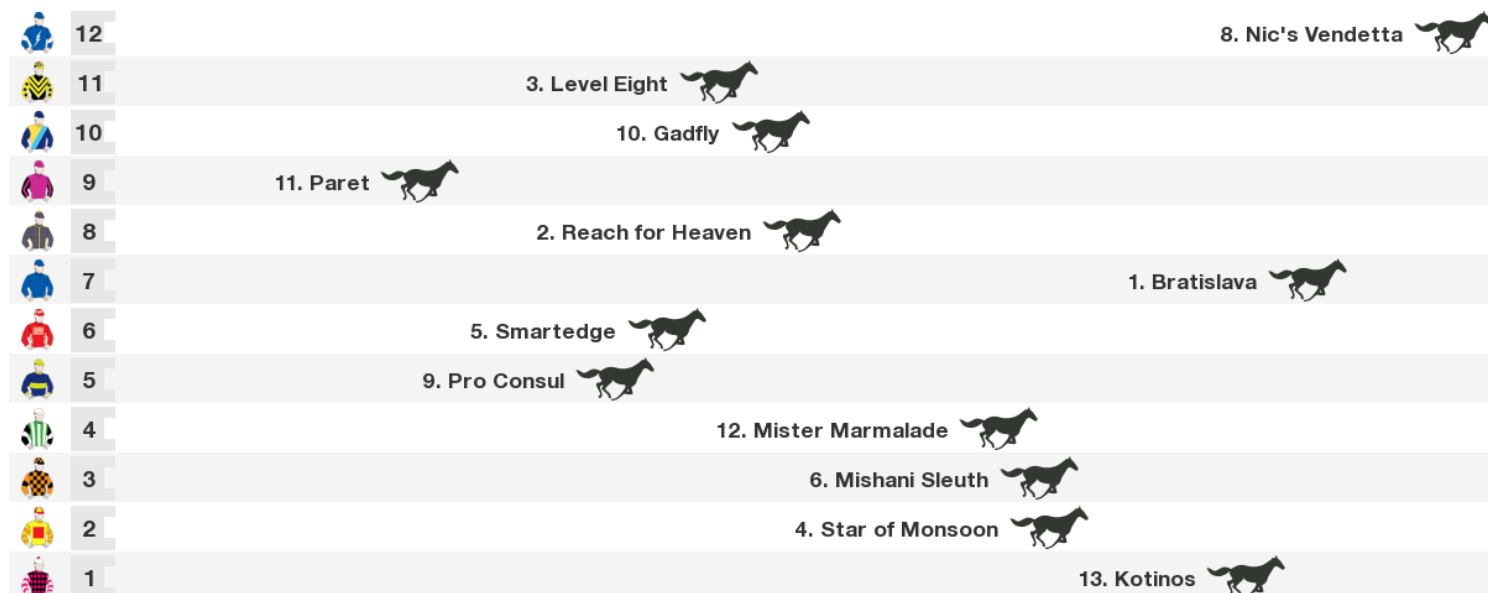 12 8. Nic's Vendetta
11 3. Level Eight
10 10. Gadfly
9 11. Paret
8 2. Reach for Heaven
7 1. Bratislava
6 5. Smartedge
5 9. Pro Consul
4 12. Mister Marmalade
3 6. Mishani Sleuth
2 4. Star of Monsoon
1 13. Kotinos